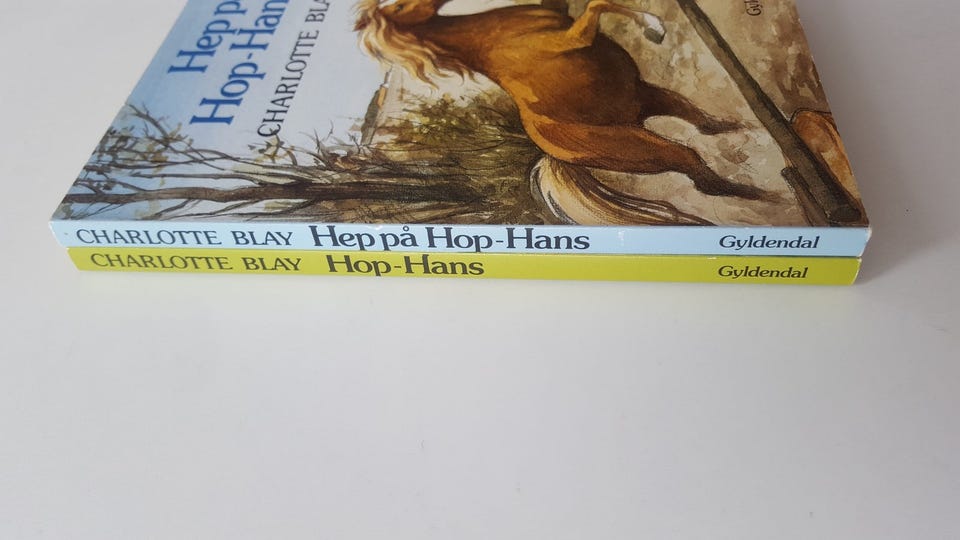 Hep på
Hop-Hans
CHARLOTTE BLAY
CHARLOTTE BLAY Hep på Hop-Hans Gyldendal
CHARLOTTE BLAY Hop-Hans Gyldendal